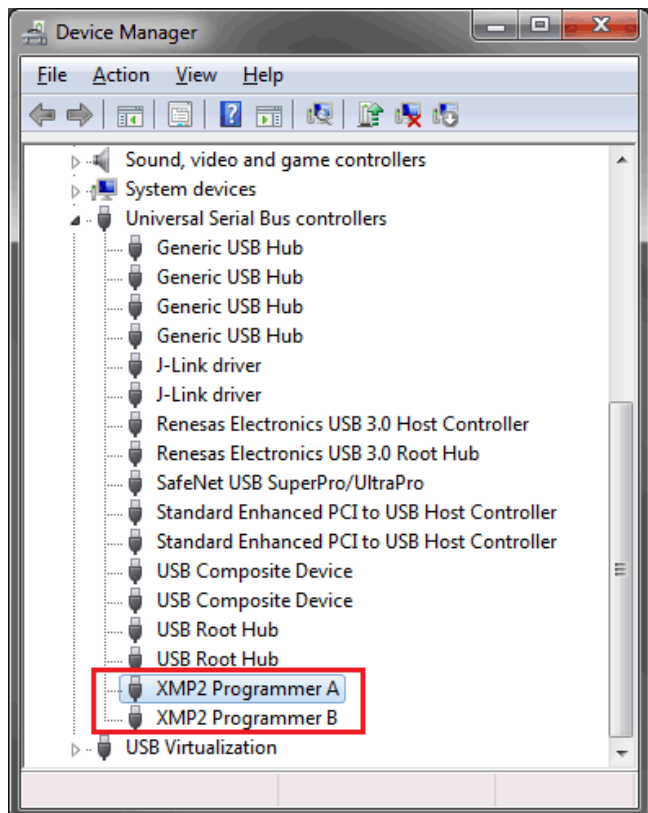 Device Manager
File Action View Help
Sound, video and game controllers
System devices
Universal Serial Bus controllers
Generic USB Hub
Generic USB Hub
Generic USB Hub
Generic USB Hub
J-Link driver
J-Link driver
Renesas Electronics USB 3.0 Host Controller
Renesas Electronics USB 3.0 Root Hub
SafeNet USB SuperPro/UltraPro
Standard Enhanced PCI to USB Host Controller
Standard Enhanced PCI to USB Host Controller
USB Composite Device
USB Composite Device
USB Root Hub
USB Root Hub
XMP2 Programmer A
XMP2 Programmer B
USB Virtualization